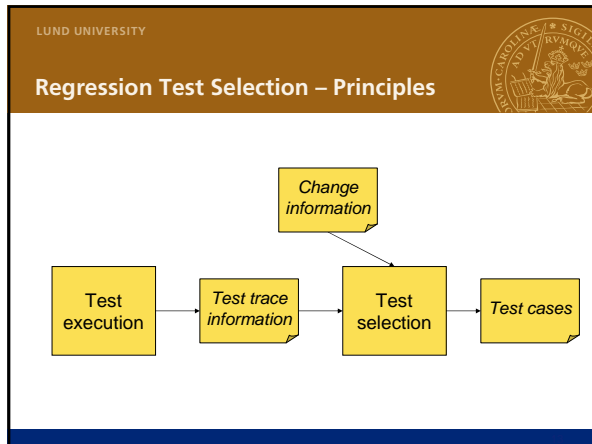 LUND UNIVERSITY
Regression Test Selection – Principles
Change
information
Test
execution
Test trace
information
Test
selection
Test cases